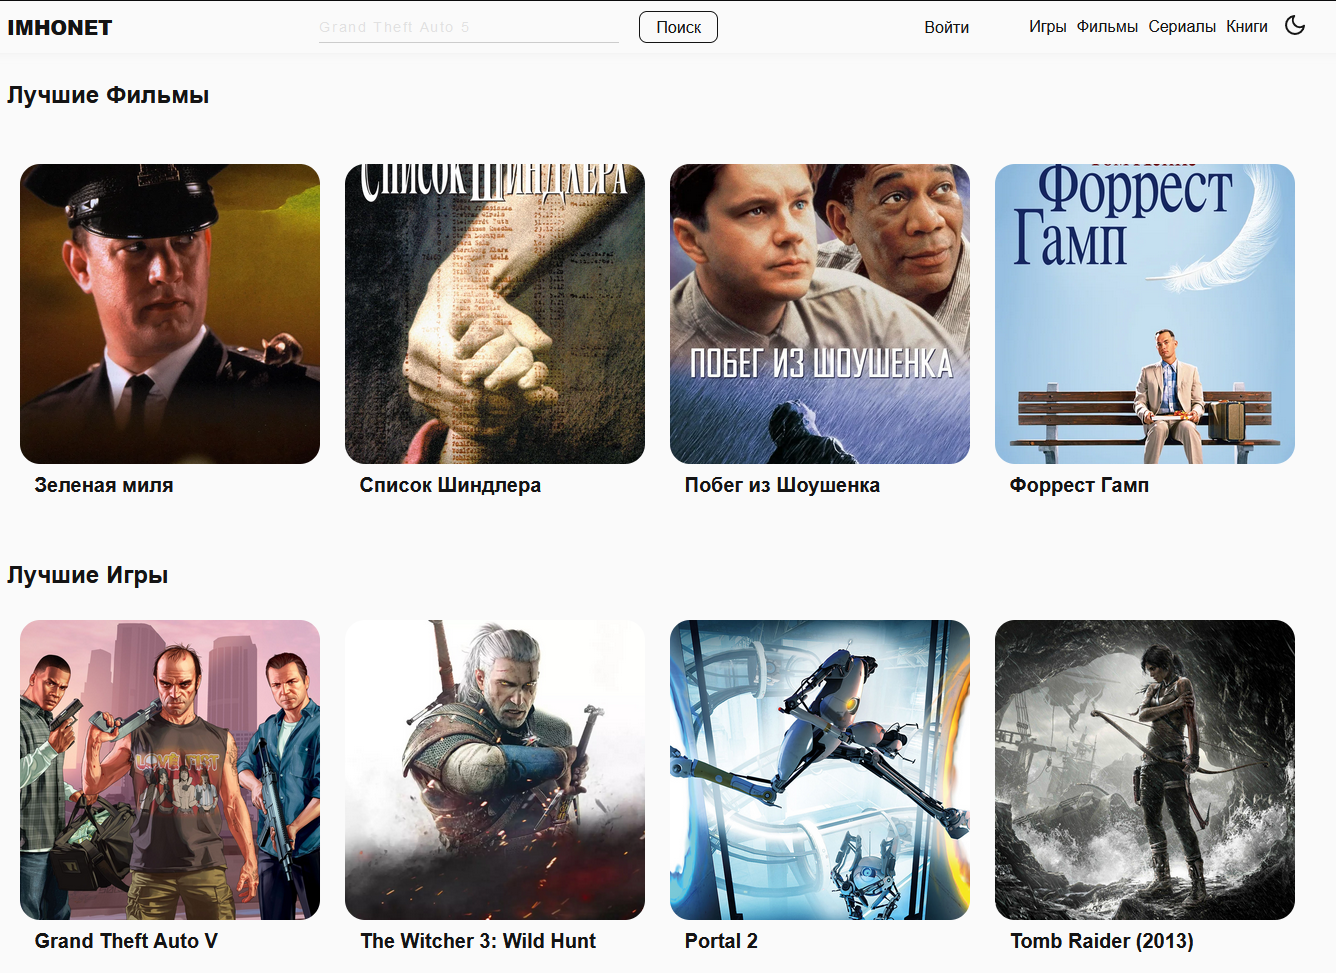 IMHONET
Grand Theft Auto 5
Поиск
Войти
Игры Фильмы Сериалы Книги
Лучшие Фильмы
Список Шиндлера
ПОБЕГ ИЗ ШОУШЕНКА
Форрест
Гамп
Зеленая миля
Список Шиндлера
Побег из Шоушенка
Форрест Гамп
Лучшие Игры
LOVE FIST
Grand Theft Auto V
The Witcher 3: Wild Hunt
Portal 2
Tomb Raider (2013)